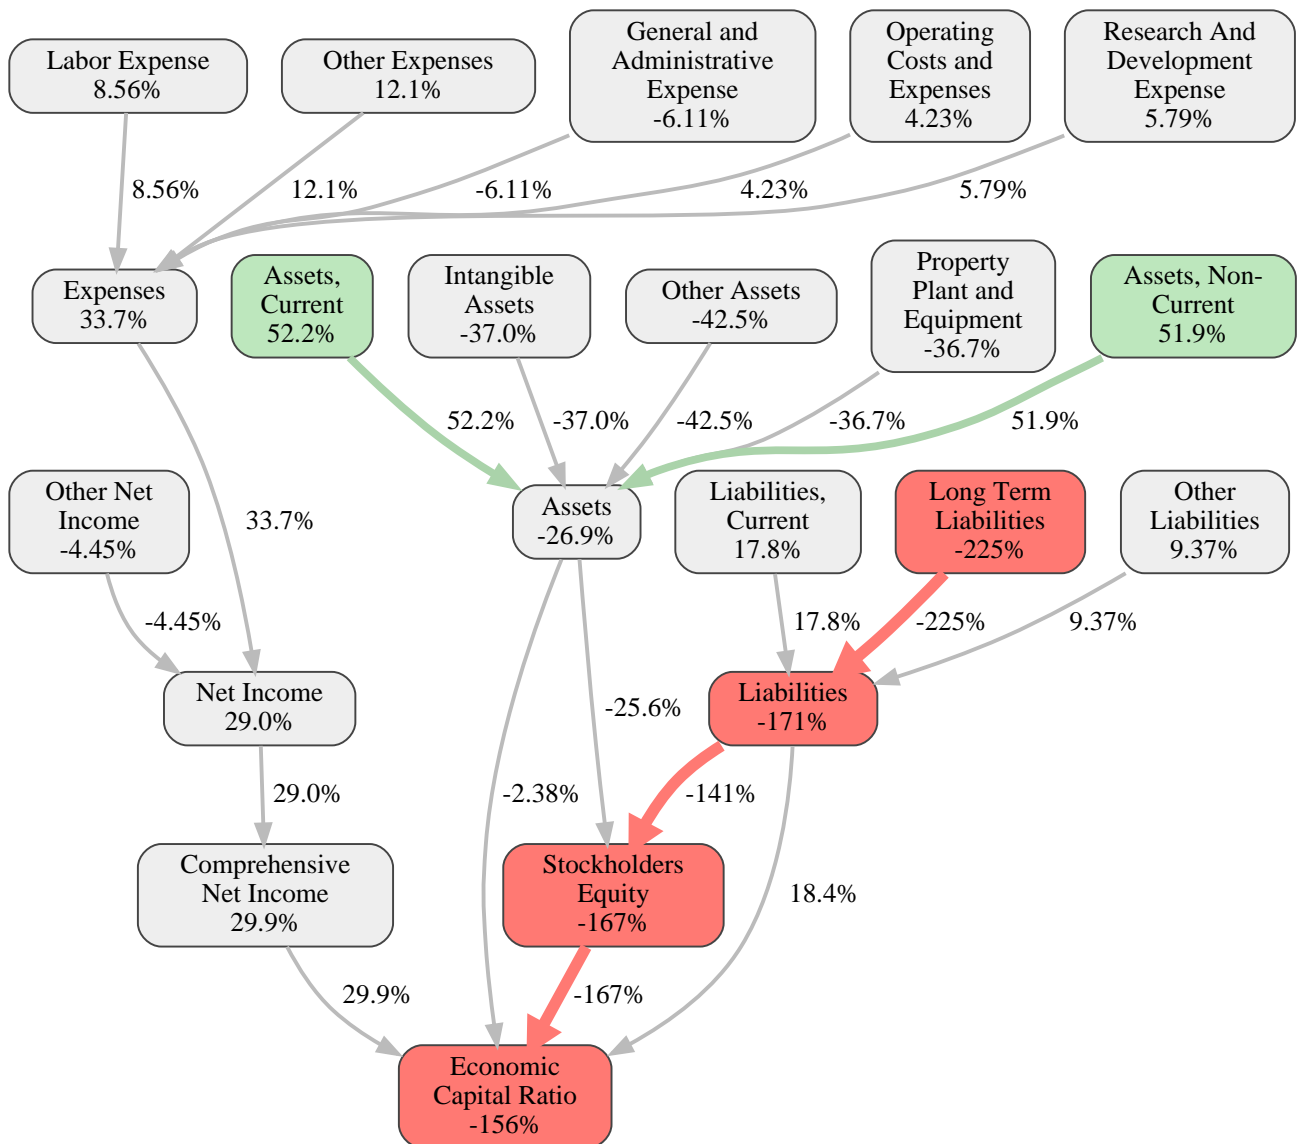 Labor Expense
8.56%
Other Expenses
12.1%
General and
Administrative
Expense
-6.11%
Operating
Costs and
Expenses
4.23%
Research And
Development
Expense
5.79%
8.56%
12.1%
-6.11%
4.23%
5.79%
Expenses
33.7%
Assets,
Current
52.2%
Intangible
Assets
-37.0%
Other Assets
-42.5%
Property
Plant and
Equipment
-36.7%
Assets, Non-
Current
51.9%
52.2%
-37.0%
-42.5%
-36.7%
51.9%
Other Net
Income
-4.45%
33.7%
Assets
-26.9%
Liabilities,
Current
17.8%
Long Term
Liabilities
-225%
Other
Liabilities
9.37%
-4.45%
17.8%
-225%
9.37%
Net Income
29.0%
-25.6%
Liabilities
-171%
29.0%
-2.38%
-141%
Comprehensive
Net Income
29.9%
Stockholders
Equity
-167%
18.4%
29.9%
-167%
Economic
Capital Ratio
-156%